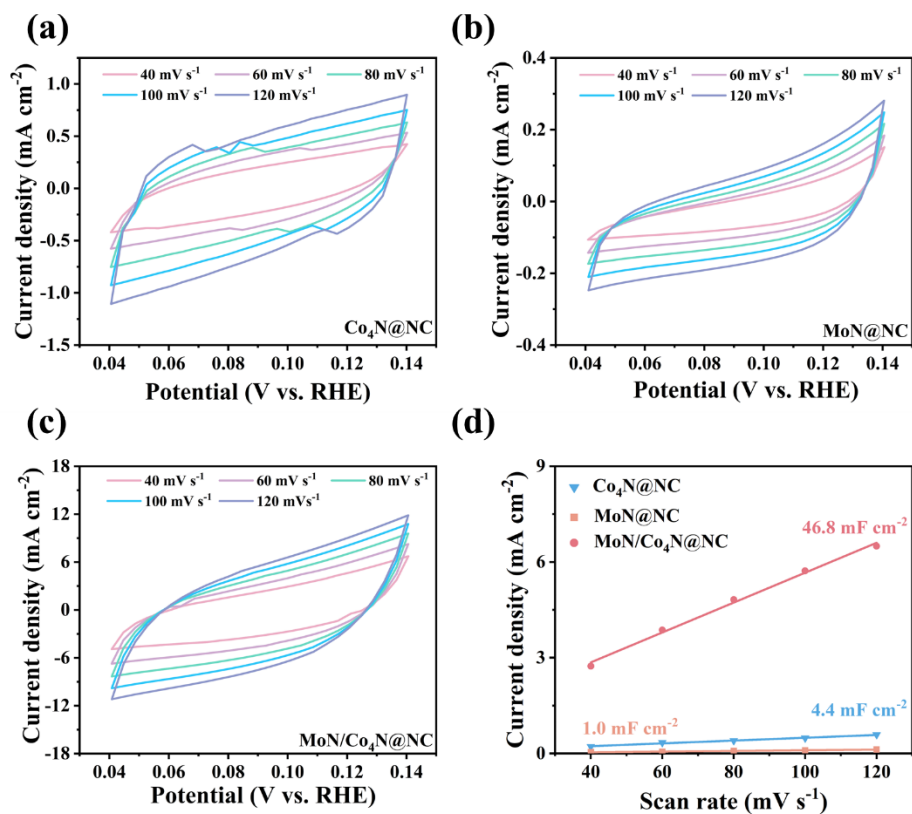 (a)
Current density (mA cm⁻²)
1.0
0.5
0.0
-0.5
-1.0
-1.5
40 mV s⁻¹ 60 mV s⁻¹ 80 mV s⁻¹
100 mV s⁻¹ 120 mVs⁻¹
Co₄N@NC
0.04 0.06 0.08 0.10 0.12 0.14
Potential (V vs. RHE)
(b)
Current density (mA cm⁻²)
0.4
0.2
0.0
-0.2
-0.4
40 mV s⁻¹ 60 mV s⁻¹ 80 mV s⁻¹
100 mV s⁻¹ 120 mVs⁻¹
MoN@NC
0.04 0.06 0.08 0.10 0.12 0.14
Potential (V vs. RHE)
(c)
Current density (mA cm⁻²)
18
12
6
0
-6
-12
-18
40 mV s⁻¹ 60 mV s⁻¹ 80 mV s⁻¹
100 mV s⁻¹ 120 mVs⁻¹
MoN/Co₄N@NC
0.04 0.06 0.08 0.10 0.12 0.14
Potential (V vs. RHE)
(d)
Current density (mA cm⁻²)
9
6
3
0
Co₄N@NC
MoN@NC
MoN/Co₄N@NC
46.8 mF cm⁻²
1.0 mF cm⁻²
4.4 mF cm⁻²
40 60 80 100 120
Scan rate (mV s⁻¹)